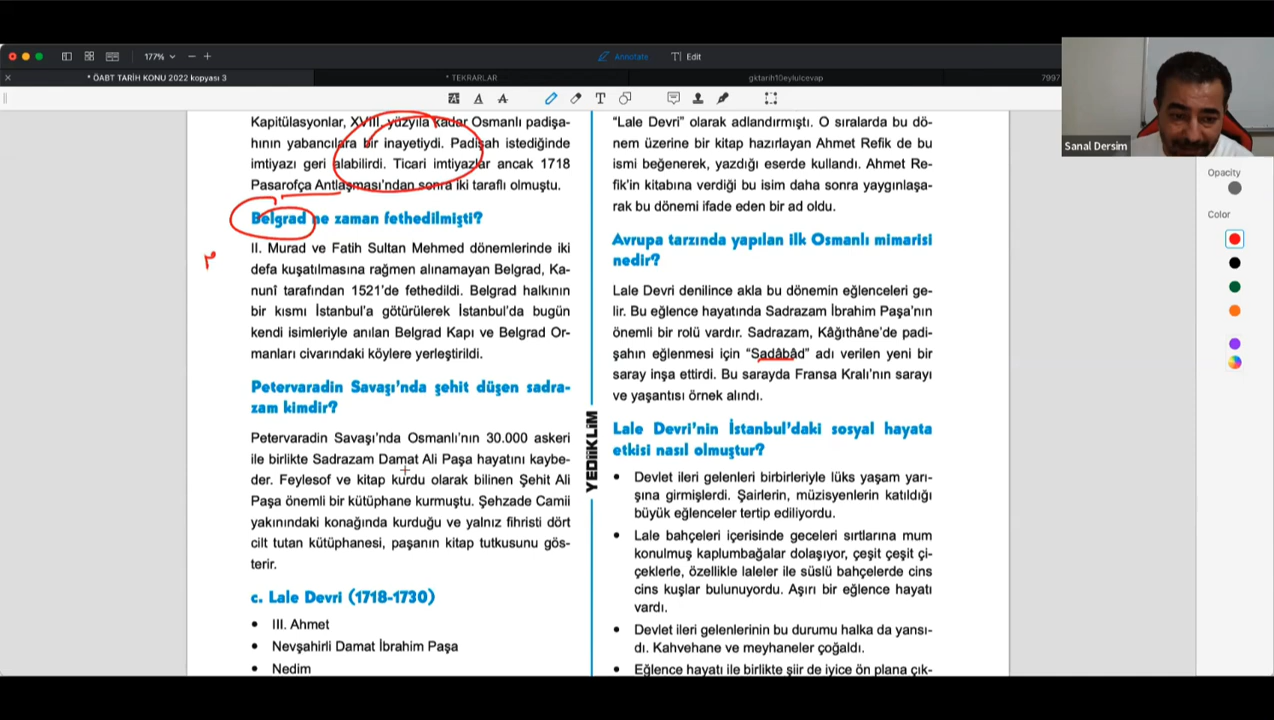 177%
Annotate
Edit
* ÖABT TARİH KONU 2022 kopyası 3
* TEKRARLAR
gktarih10eylulcevap
7997
Kapitülasyonlar, XVIII. yüzyıla kadar Osmanlı padişa-
hının yabancılara bir inayetiydi. Padişah istediğinde
imtiyazı geri alabilirdi. Ticari imtiyazlar ancak 1718
Pasarofça Antlaşması’ndan sonra iki taraflı olmuştu.
Belgrad ne zaman fethedilmişti?
II. Murad ve Fatih Sultan Mehmed dönemlerinde iki
defa kuşatılmasına rağmen alınamayan Belgrad, Ka-
nunî tarafından 1521’de fethedildi. Belgrad halkının
bir kısmı İstanbul’a götürülerek İstanbul’da bugün
kendi isimleriyle anılan Belgrad Kapı ve Belgrad Or-
manları civarındaki köylere yerleştirildi.
Petervaradin Savaşı’nda şehit düşen sadra-
zam kimdir?
Petervaradin Savaşı’nda Osmanlı’nın 30.000 askeri
ile birlikte Sadrazam Damat Ali Paşa hayatını kaybe-
der. Feylesof ve kitap kurdu olarak bilinen Şehit Ali
Paşa önemli bir kütüphane kurmuştu. Şehzade Camii
yakınındaki konağında kurduğu ve yalnız fihristi dört
cilt tutan kütüphanesi, paşanın kitap tutkusunu gös-
terir.
c. Lale Devri (1718-1730)
• III. Ahmet
• Nevşahirli Damat İbrahim Paşa
• Nedim
YEDİİKLİM
“Lale Devri” olarak adlandırmıştı. O sıralarda bu dö-
nem üzerine bir kitap hazırlayan Ahmet Refik de bu
ismi beğenerek, yazdığı eserde kullandı. Ahmet Re-
fik’in kitabına verdiği bu isim daha sonra yaygınlaşa-
rak bu dönemi ifade eden bir ad oldu.
Avrupa tarzında yapılan ilk Osmanlı mimarisi
nedir?
Lale Devri denilince akla bu dönemin eğlenceleri ge-
lir. Bu eğlence hayatında Sadrazam İbrahim Paşa’nın
önemli bir rolü vardır. Sadrazam, Kâğıthâne’de padi-
şahın eğlenmesi için “Sadâbâd” adı verilen yeni bir
saray inşa ettirdi. Bu sarayda Fransa Kralı’nın sarayı
ve yaşantısı örnek alındı.
Lale Devri’nin İstanbul’daki sosyal hayata
etkisi nasıl olmuştur?
• Devlet ileri gelenleri birbirleriyle lüks yaşam yarı-
şına girmişlerdi. Şairlerin, müzisyenlerin katıldığı
büyük eğlenceler tertip ediliyordu.
• Lale bahçeleri içerisinde geceleri sırtlarına mum
konulmuş kaplumbağalar dolaşıyor, çeşit çeşit çi-
çeklerle, özellikle laleler ile süslü bahçelerde cins
cins kuşlar bulunuyordu. Aşırı bir eğlence hayatı
vardı.
• Devlet ileri gelenlerinin bu durumu halka da yansı-
dı. Kahvehane ve meyhaneler çoğaldı.
• Eğlence hayatı ile birlikte şiir de iyice ön plana çık-
Sanal Dersim
Opacity
Color